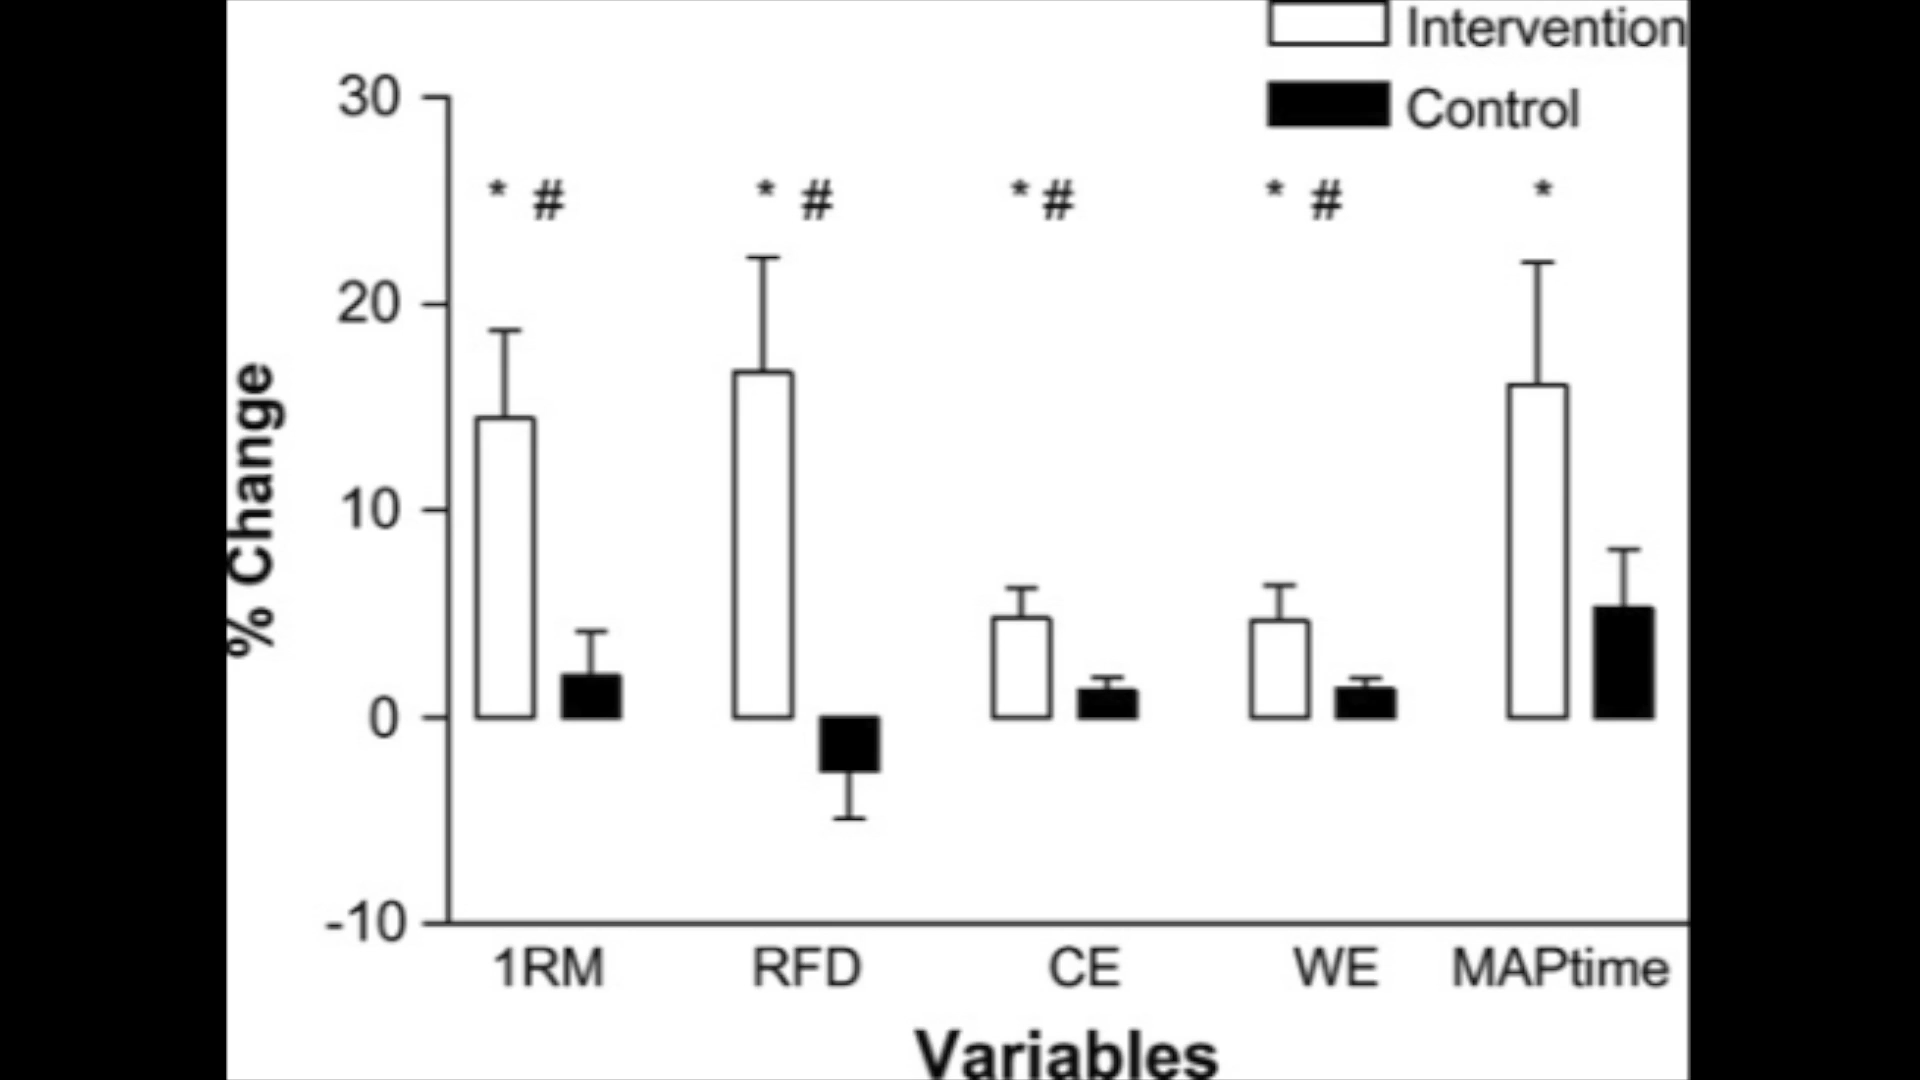 Intervention
Control
30
* # * # * # * # *
20
% Change
10
0
-10
1RM RFD CE WE MAPtime
Variables